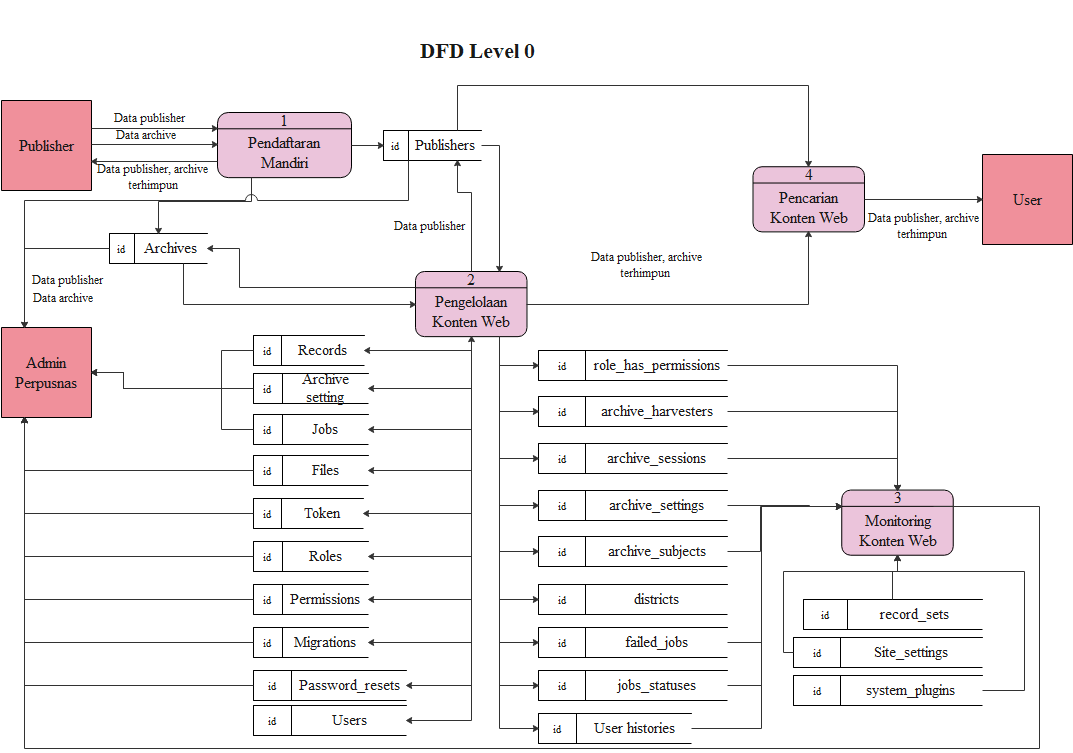 DFD Level 0
Publisher
Data publisher
Data archive
Data publisher, archive
terhimpun
1
Pendaftaran
Mandiri
id
Publishers
4
Pencarian
Konten Web
User
Data publisher, archive
terhimpun
id
Archives
Data publisher
Data publisher, archive
terhimpun
Data publisher
Data archive
2
Pengelolaan
Konten Web
Admin
Perpusnas
id
Records
id
Archive
setting
id
Jobs
id
Files
id
Token
id
Roles
id
Permissions
id
Migrations
id
Password_resets
id
Users
id
role_has_permissions
id
archive_harvesters
id
archive_sessions
id
archive_settings
id
archive_subjects
id
districts
id
failed_jobs
id
jobs_statuses
id
User histories
3
Monitoring
Konten Web
id
record_sets
id
Site_settings
id
system_plugins